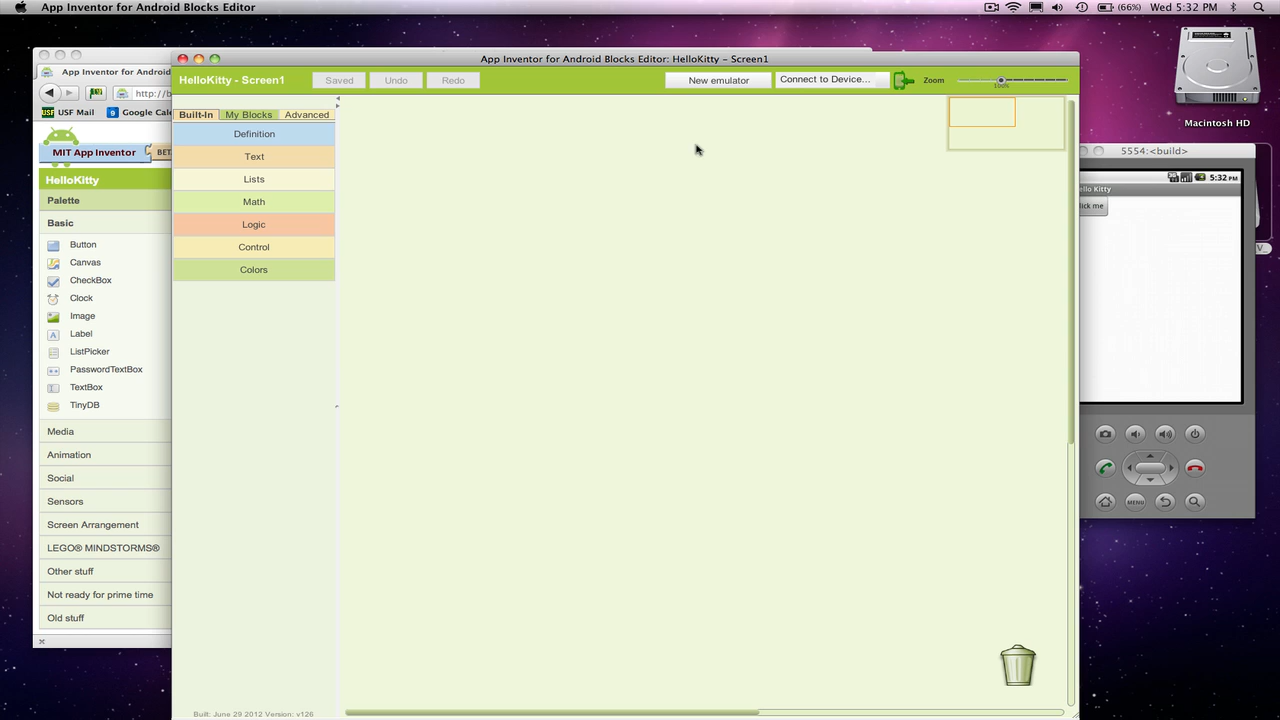 App Inventor for Android Blocks Editor
(66%) Wed 5:32 PM
App Inventor for Android Blocks Editor: HelloKitty – Screen1
App Inventor for Android
http://b
USF Mail
Google Cale
MIT App Inventor
BET
HelloKitty
Palette
Basic
Button
Canvas
CheckBox
Clock
Image
Label
ListPicker
PasswordTextBox
TextBox
TinyDB
Media
Animation
Social
Sensors
Screen Arrangement
LEGO® MINDSTORMS®
Other stuff
Not ready for prime time
Old stuff
HelloKitty - Screen1
Saved
Undo
Redo
New emulator
Connect to Device...
Zoom
100%
Built-In
My Blocks
Advanced
Definition
Text
Lists
Math
Logic
Control
Colors
Built: June 29 2012 Version: v126
Macintosh HD
5554:<build>
5:32 PM
ello Kitty
lick me
MENU